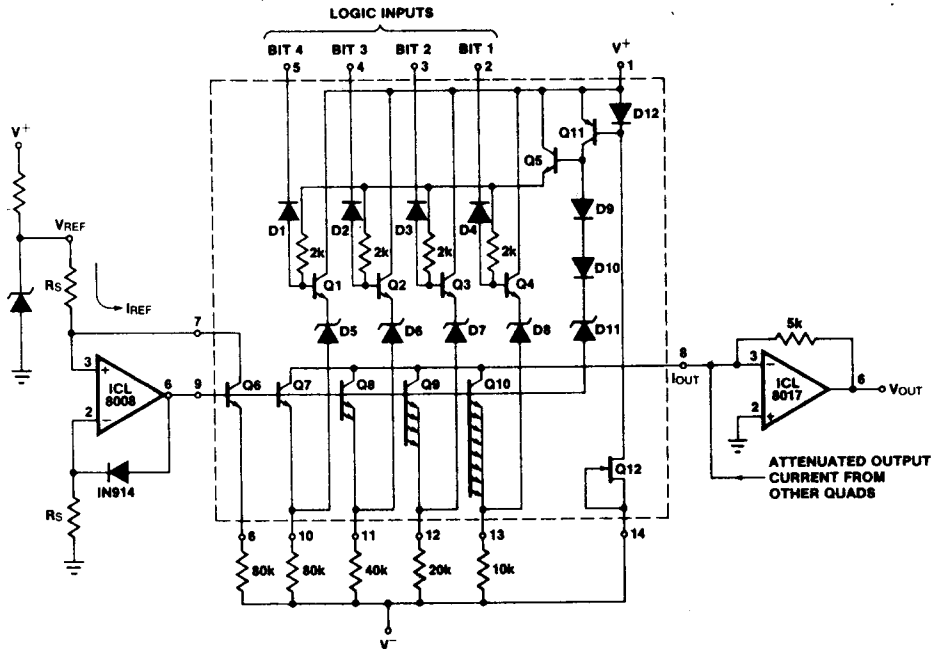 LOGIC INPUTS
BIT 4 BIT 3 BIT 2 BIT 1 V+
5 4 3 2 1
D12
Q11
V+
Q5
VREF
D1 D2 D3 D4 D9
2k 2k 2k 2k
RS
D10
IREF
Q1 Q2 Q3 Q4
7
D5 D6 D7 D8 D11
5k
3 + ICL 8008 6 9
2 −
Q6 Q7 Q8 Q9 Q10
8
IOUT
3 − ICL 8017 6 VOUT
2 +
IN914
Q12
ATTENUATED OUTPUT
CURRENT FROM
OTHER QUADS
RS
6 10 11 12 13 14
80k 80k 40k 20k 10k
V−